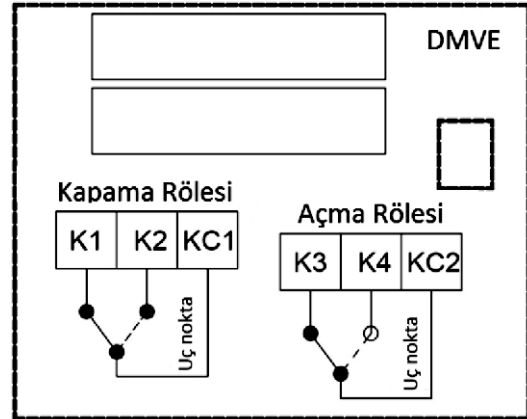 DMVE
Kapama Rölesi
K1 K2 KC1
Uç nokta
Açma Rölesi
K3 K4 KC2
Uç nokta